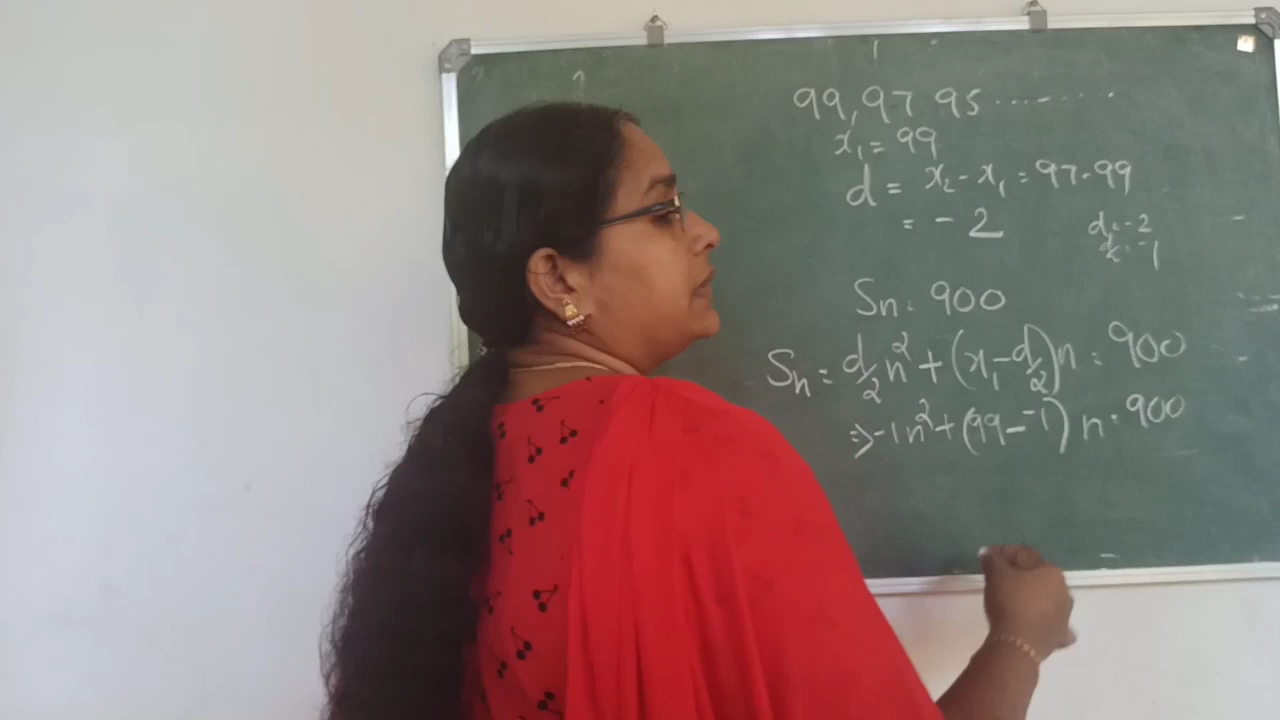 99, 97 95 ........
x₁ = 99
d = x₂ - x₁ = 97-99
= - 2
d = -2
d/2 = -1
Sn = 900
Sn = d/2 n² + (x₁ - d/2) n = 900
⇒ -1n² + (99 - -1) n = 900